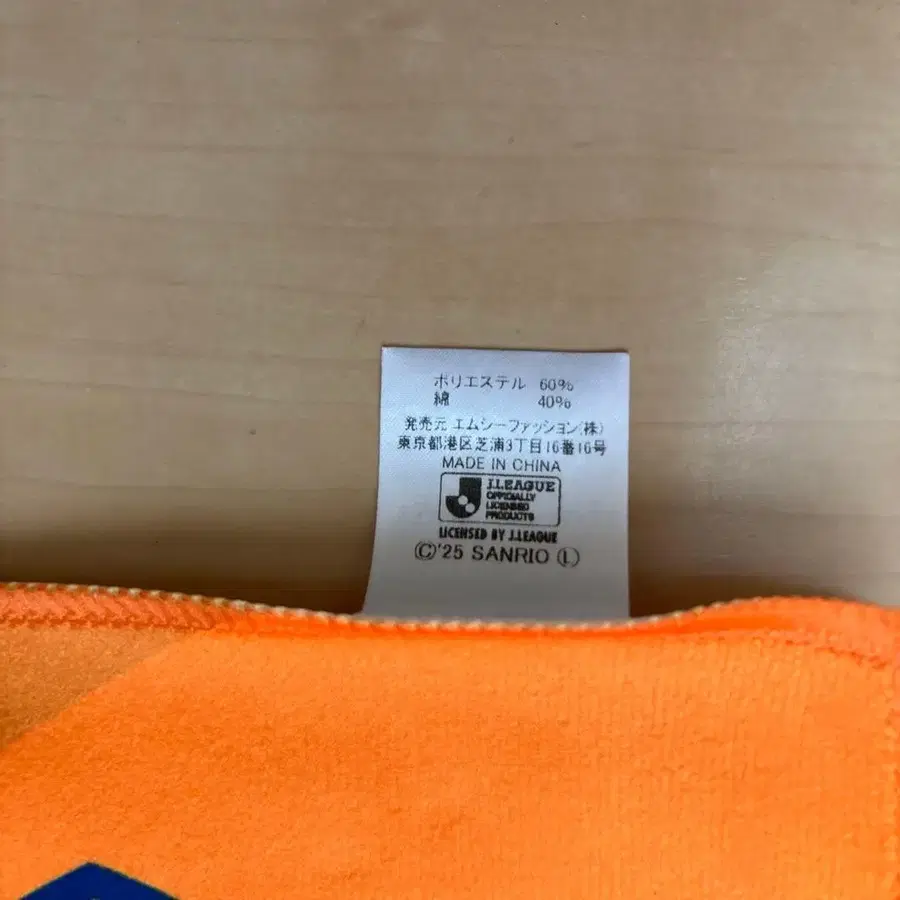 ポリエステル 60%
綿 40%
発売元 エムシーファッション(株)
東京都港区芝浦3丁目16番16号
MADE IN CHINA
J.LEAGUE
OFFICIALLY
LICENSED
PRODUCTS
LICENSED BY J.LEAGUE
©'25 SANRIO Ⓛ